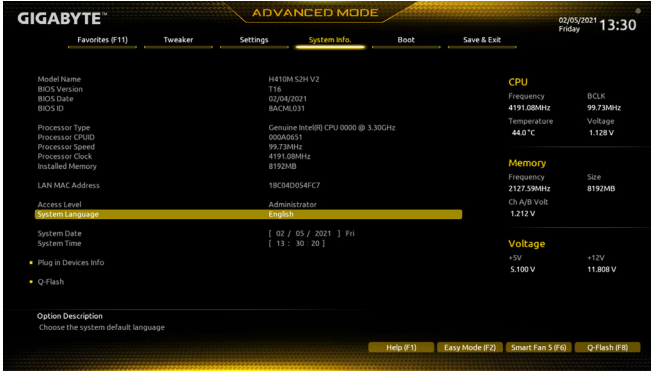 GIGABYTE™
ADVANCED MODE
02/05/2021 Friday 13:30
Favorites (F11) Tweaker Settings System Info. Boot Save & Exit
Model Name H410M S2H V2
BIOS Version T16
BIOS Date 02/04/2021
BIOS ID BACML031
Processor Type Genuine Intel(R) CPU 0000 @ 3.30GHz
Processor CPUID 000A0651
Processor Speed 99.73MHz
Processor Clock 4191.08MHz
Installed Memory 8192MB
LAN MAC Address 18C04D054FC7
Access Level Administrator
System Language English
System Date [ 02 / 05 / 2021 ] Fri
System Time [ 13 : 30 : 20 ]
Plug in Devices Info
Q-Flash
CPU
Frequency BCLK
4191.08MHz 99.73MHz
Temperature Voltage
44.0 °C 1.128 V
Memory
Frequency Size
2127.59MHz 8192MB
Ch A/B Volt
1.212 V
Voltage
+5V +12V
5.100 V 11.808 V
Option Description
Choose the system default language
Help (F1) Easy Mode (F2) Smart Fan 5 (F6) Q-Flash (F8)